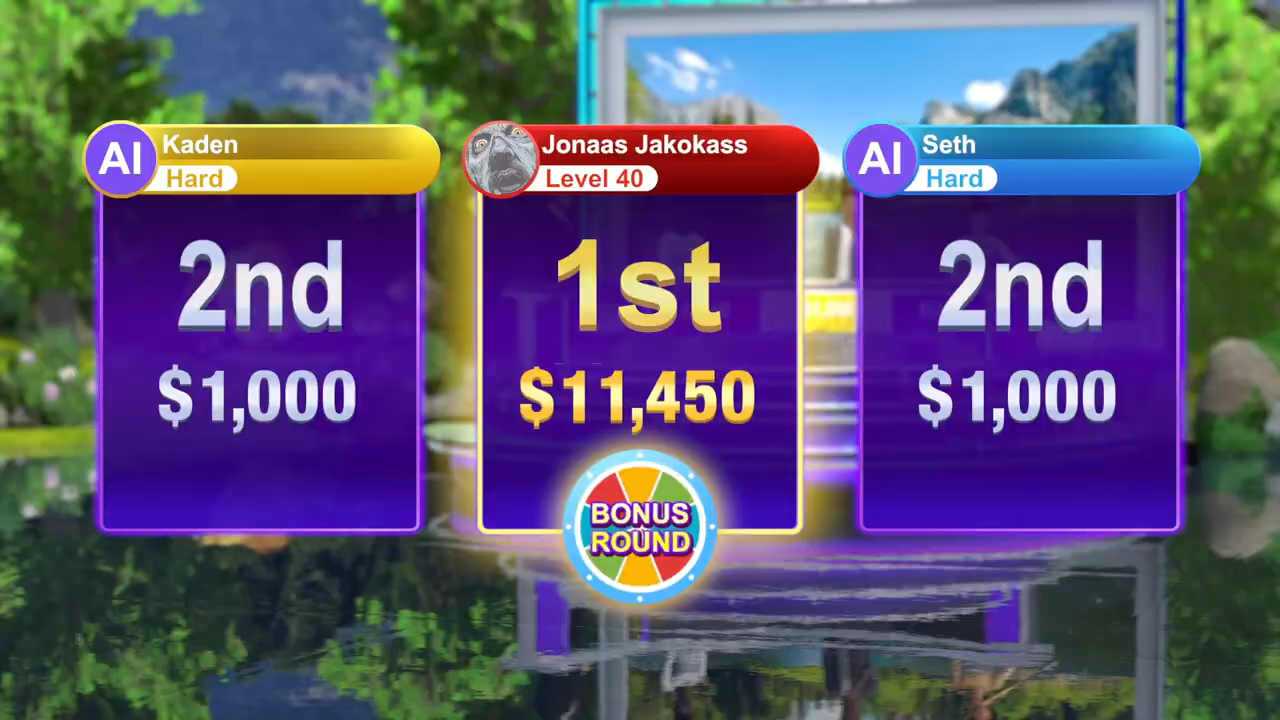 AI
Kaden
Hard
2nd
$1,000
Jonaas Jakokass
Level 40
1st
$11,450
BONUS
ROUND
AI
Seth
Hard
2nd
$1,000